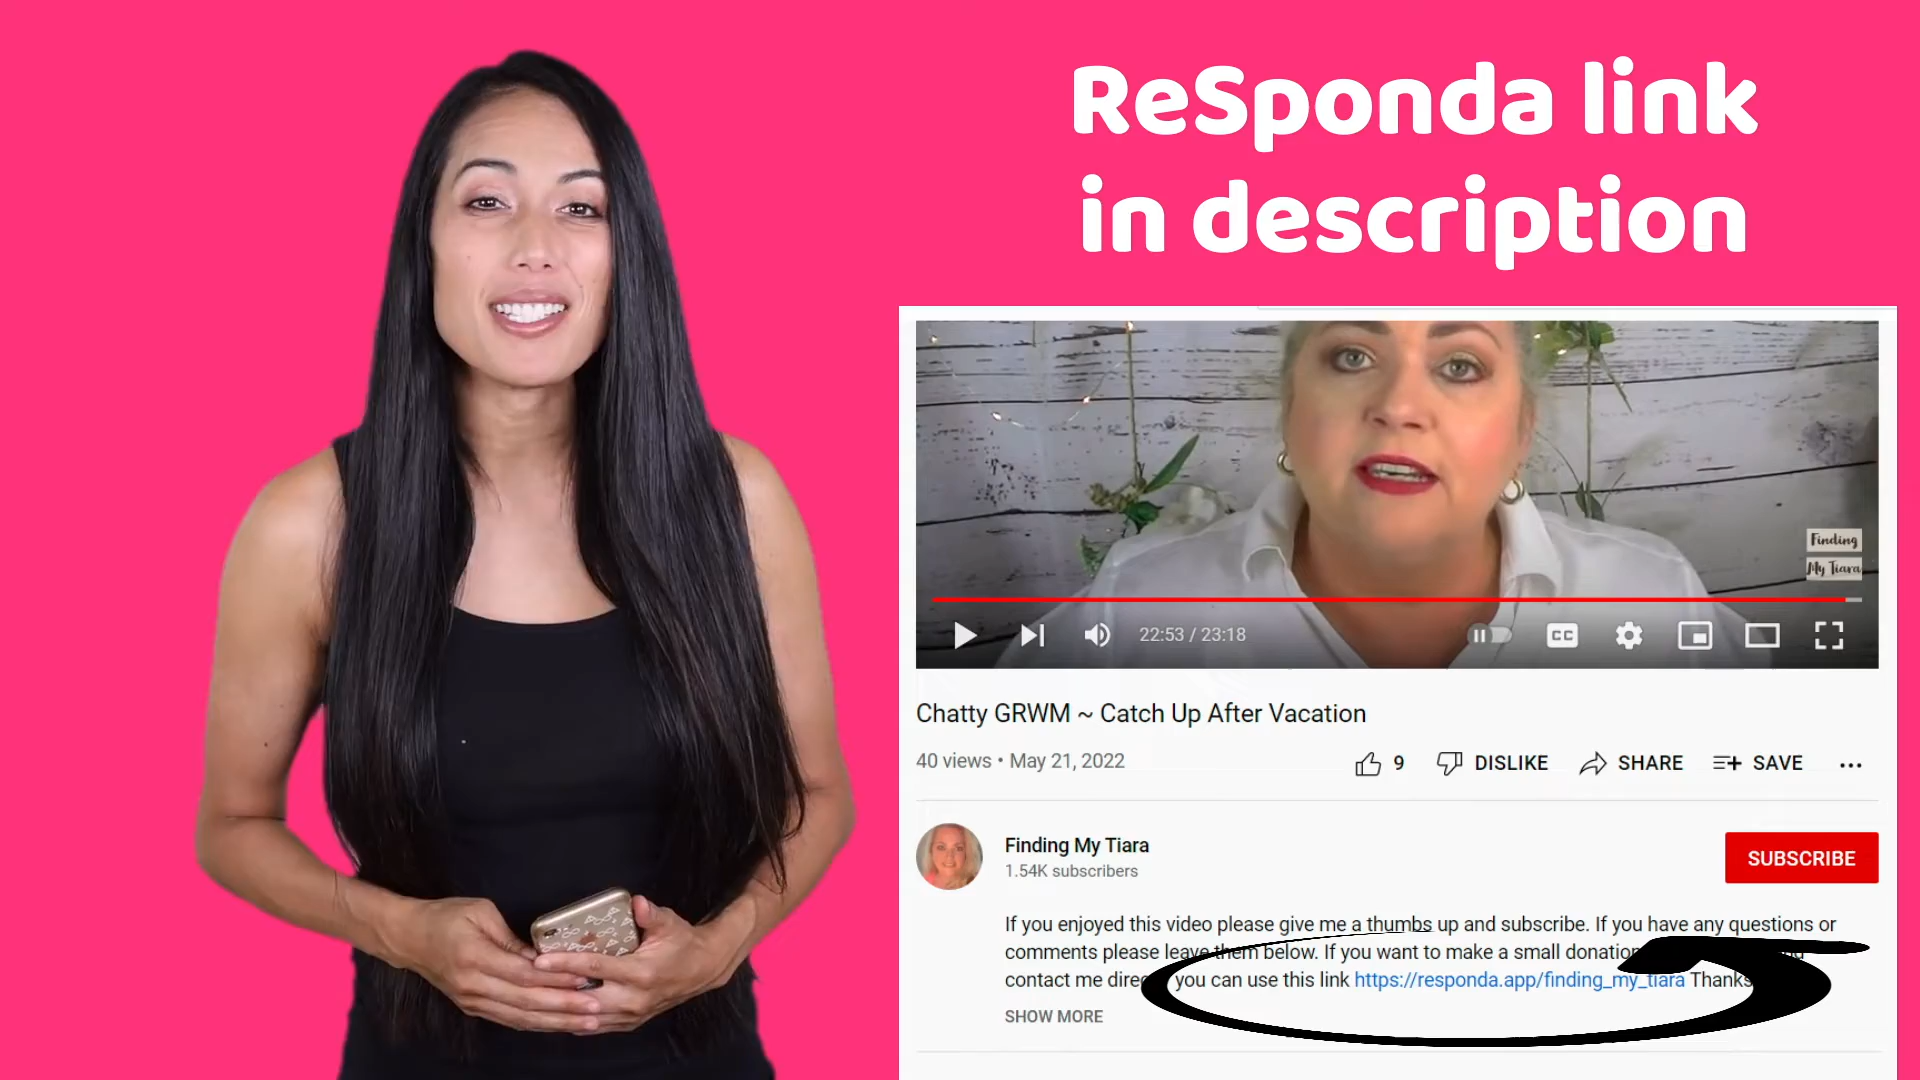 ReSponda link
in description
Finding
My Tiara
22:53 / 23:18
CC
Chatty GRWM ~ Catch Up After Vacation
40 views • May 21, 2022
9 DISLIKE SHARE SAVE ...
Finding My Tiara
1.54K subscribers
SUBSCRIBE
If you enjoyed this video please give me a thumbs up and subscribe. If you have any questions or
comments please leave them below. If you want to make a small donation
contact me you can use this link https://responda.app/finding_my_tiara Thanks
SHOW MORE